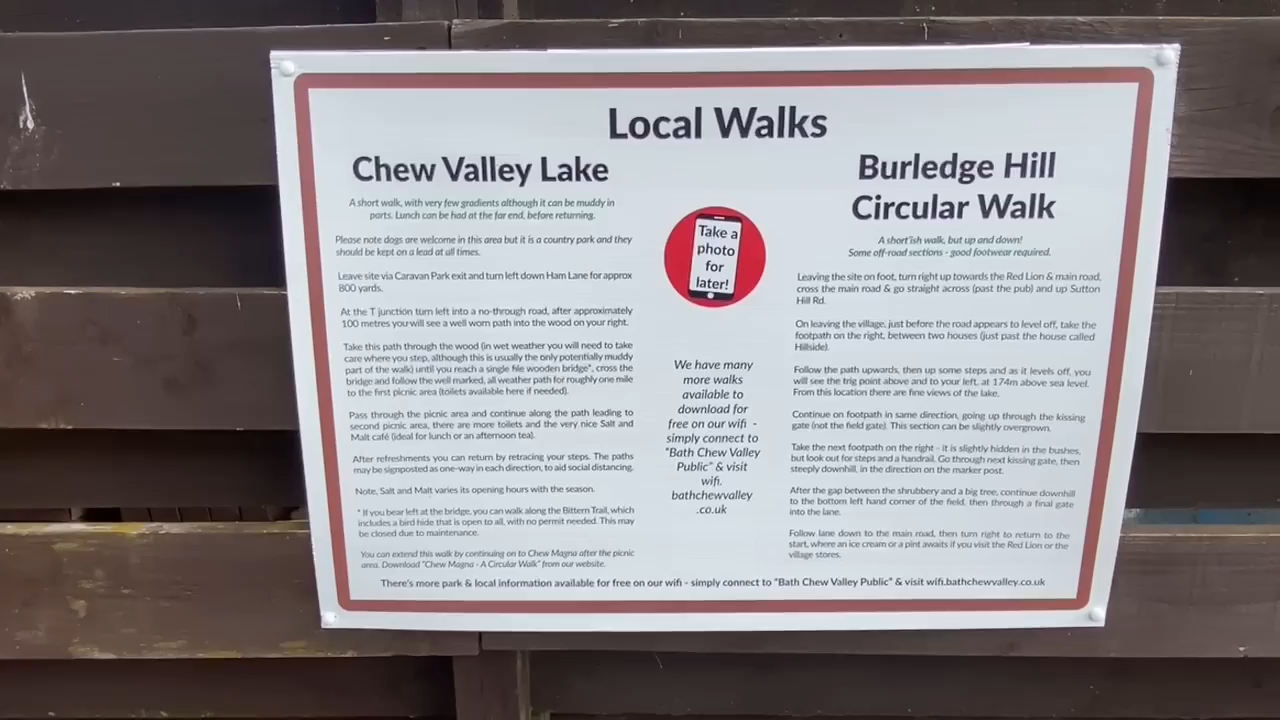 Local Walks
Chew Valley Lake
A short walk, with very few gradients although it can be muddy in
parts. Lunch can be had at the far end, before returning.
Please note dogs are welcome in this area but it is a country park and they
should be kept on a lead at all times.
Leave site via Caravan Park exit and turn left down Ham Lane for approx
800 yards.
At the T junction turn left into a no-through road, after approximately
100 metres you will see a well worn path into the wood on your right.
Take this path through the wood (in wet weather you will need to take
care where you step, although this is usually the only potentially muddy
part of the walk) until you reach a single file wooden bridge*, cross the
bridge and follow the well marked, all weather path for roughly one mile
to the first picnic area (toilets available here if needed).
Pass through the picnic area and continue along the path leading to
second picnic area, there are more toilets and the very nice Salt and
Malt café (ideal for lunch or an afternoon tea).
After refreshments you can return by retracing your steps. The paths
may be signposted as one-way in each direction, to aid social distancing.
Note, Salt and Malt varies its opening hours with the season.
* If you bear left at the bridge, you can walk along the Bittern Trail, which
includes a bird hide that is open to all, with no permit needed. This may
be closed due to maintenance.
You can extend this walk by continuing on to Chew Magna after the picnic
area. Download "Chew Magna - A Circular Walk" from our website.
Take a
photo
for
later!
We have many
more walks
available to
download for
free on our wifi -
simply connect to
"Bath Chew Valley
Public" & visit
wifi.
bathchewvalley
.co.uk
Burledge Hill
Circular Walk
A short'ish walk, but up and down!
Some off-road sections - good footwear required.
Leaving the site on foot, turn right up towards the Red Lion & main road,
cross the main road & go straight across (past the pub) and up Sutton
Hill Rd.
On leaving the village, just before the road appears to level off, take the
footpath on the right, between two houses (just past the house called
Hillside).
Follow the path upwards, then up some steps and as it levels off, you
will see the trig point above and to your left, at 174m above sea level.
From this location there are fine views of the lake.
Continue on footpath in same direction, going up through the kissing
gate (not the field gate). This section can be slightly overgrown.
Take the next footpath on the right - it is slightly hidden in the bushes,
but look out for steps and a handrail. Go through next kissing gate, then
steeply downhill, in the direction on the marker post.
After the gap between the shrubbery and a big tree, continue downhill
to the bottom left hand corner of the field, then through a final gate
into the lane.
Follow lane down to the main road, then turn right to return to the
start, where an ice cream or a pint awaits if you visit the Red Lion or the
village stores.
There's more park & local information available for free on our wifi - simply connect to "Bath Chew Valley Public" & visit wifi.bathchewvalley.co.uk